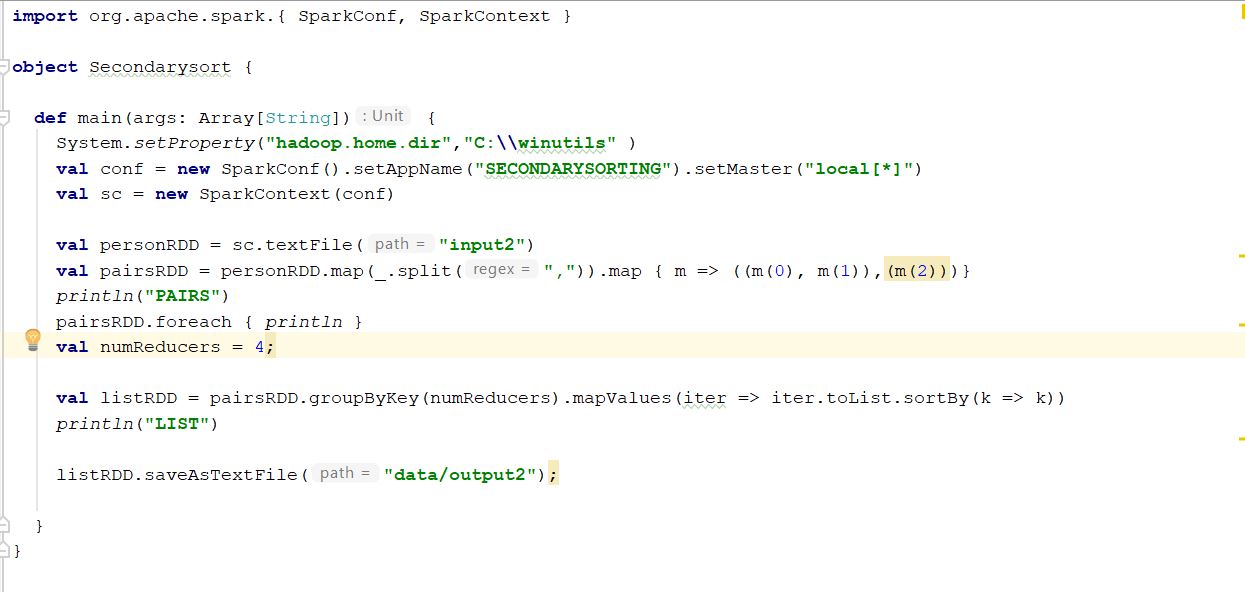 import org.apache.spark.{ SparkConf, SparkContext }
object Secondarysort {
def main(args: Array[String]) : Unit {
System.setProperty("hadoop.home.dir","C:\\winutils" )
val conf = new SparkConf().setAppName("SECONDARYSORTING").setMaster("local[*]")
val sc = new SparkContext(conf)
val personRDD = sc.textFile( path = "input2")
val pairsRDD = personRDD.map(_.split( regex = ",")).map { m => ((m(0), m(1)),(m(2)))}
println("PAIRS")
pairsRDD.foreach { println }
val numReducers = 4;
val listRDD = pairsRDD.groupByKey(numReducers).mapValues(iter => iter.toList.sortBy(k => k))
println("LIST")
listRDD.saveAsTextFile( path = "data/output2");
}
}